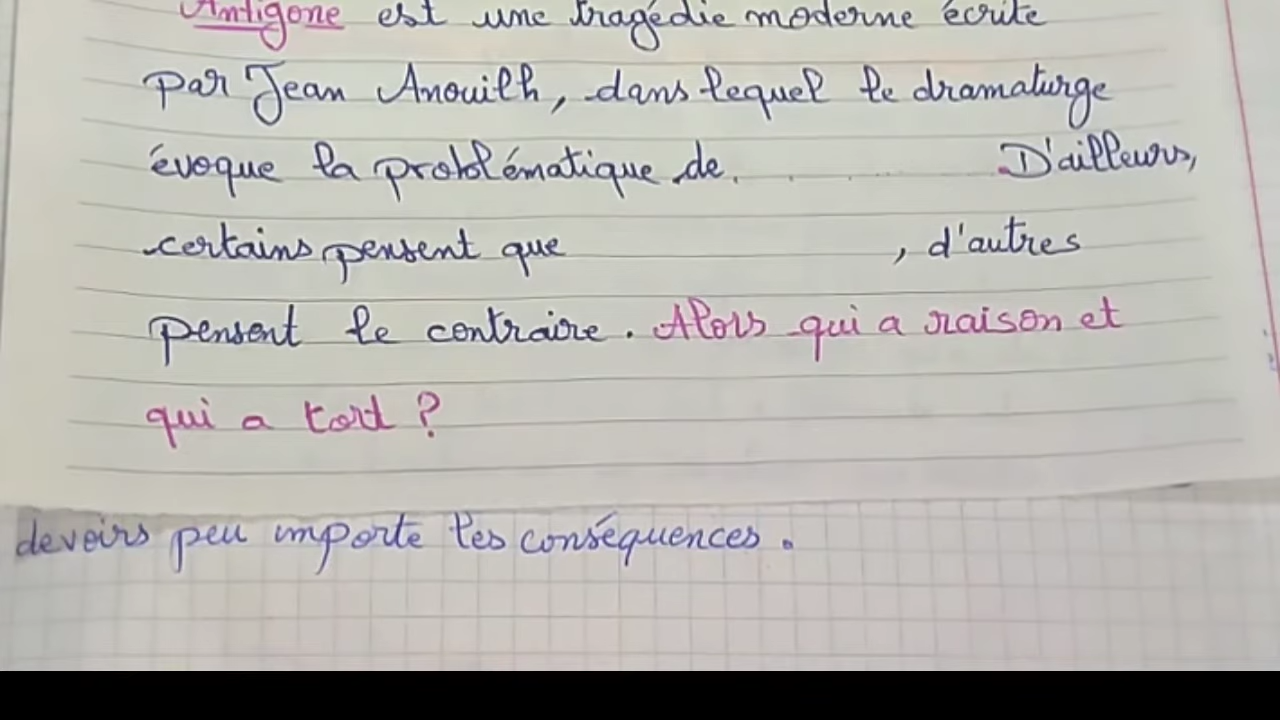 Antigone est une tragédie moderne écrite
par Jean Anouilh, dans lequel le dramaturge
évoque la problématique de. . ..... D'ailleurs,
certains pensent que , d'autres
pensent le contraire. Alors qui a raison et
qui a tort ?
devoirs peu importe les conséquences.